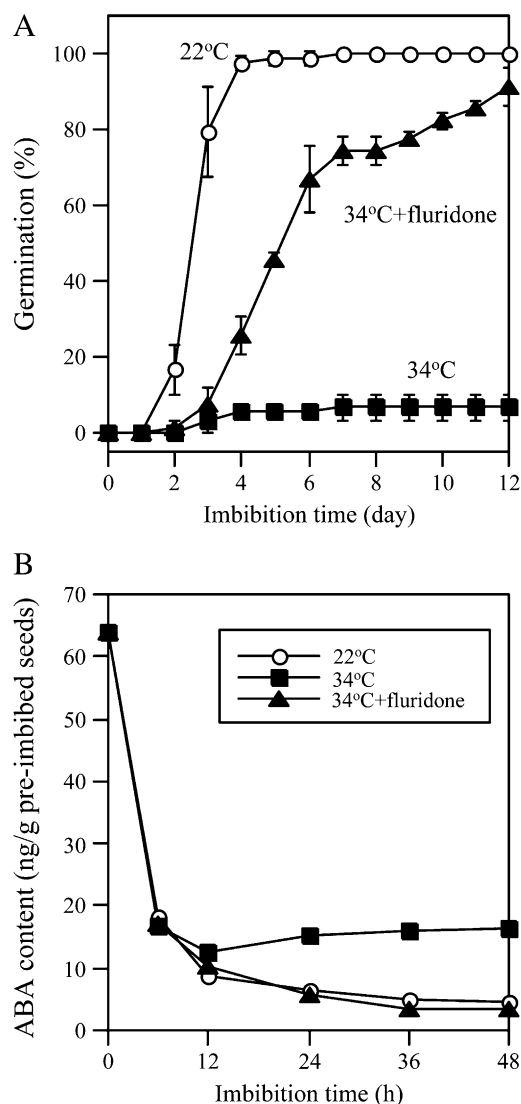 A
Germination (%)
100
80
60
40
20
0
22°C
34°C+fluridone
34°C
0 2 4 6 8 10 12
Imbibition time (day)
B
ABA content (ng/g pre-imbibed seeds)
70
60
50
40
30
20
10
0
22°C
34°C
34°C+fluridone
0 12 24 36 48
Imbibition time (h)